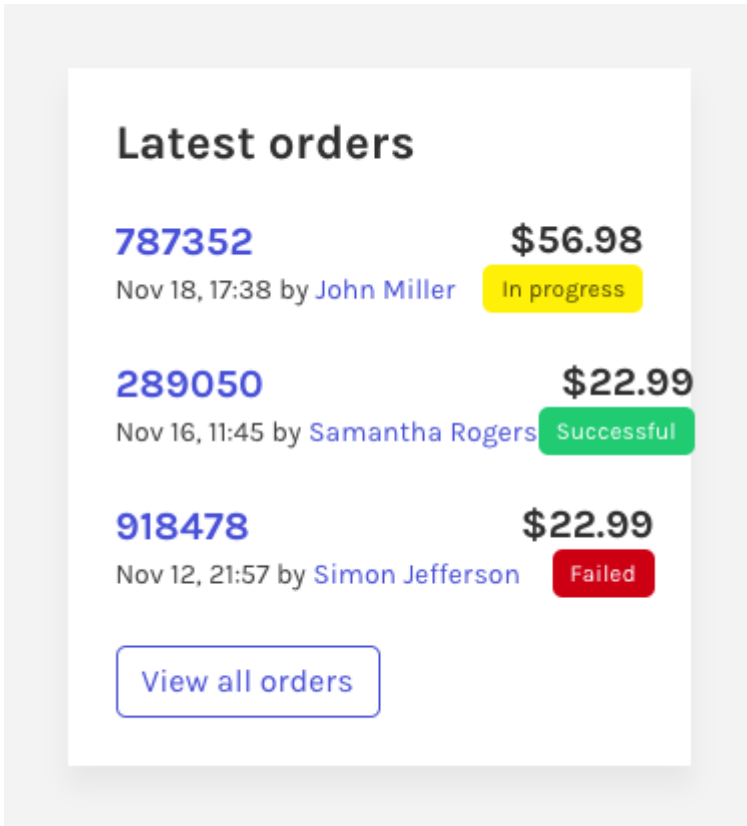 Latest orders
787352 $56.98
Nov 18, 17:38 by John Miller In progress
289050 $22.99
Nov 16, 11:45 by Samantha Rogers Successful
918478 $22.99
Nov 12, 21:57 by Simon Jefferson Failed
View all orders